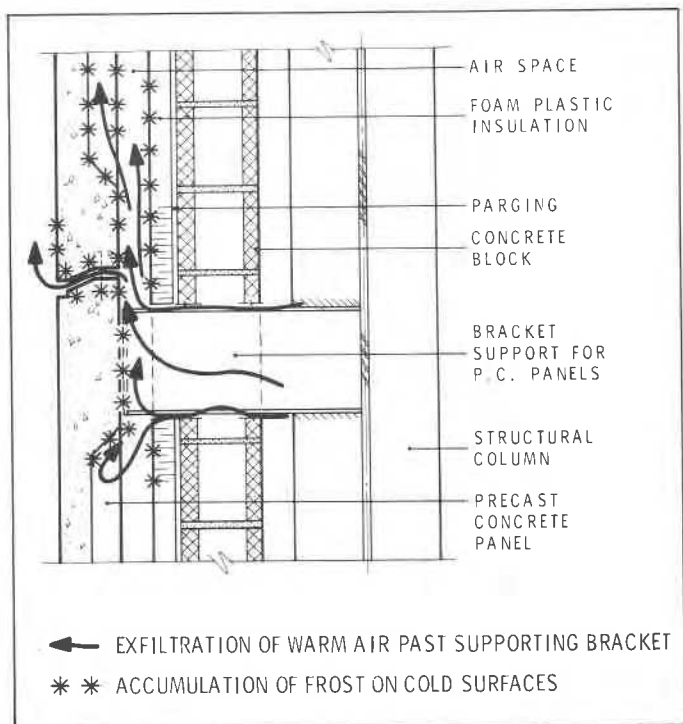 AIR SPACE
FOAM PLASTIC
INSULATION
PARGING
CONCRETE
BLOCK
BRACKET
SUPPORT FOR
P.C. PANELS
STRUCTURAL
COLUMN
PRECAST
CONCRETE
PANEL
EXFILTRATION OF WARM AIR PAST SUPPORTING BRACKET
ACCUMULATION OF FROST ON COLD SURFACES